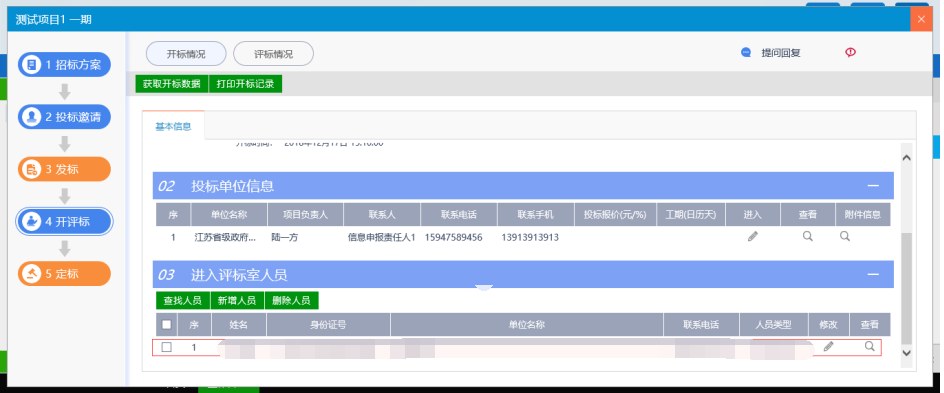 测试项目1 一期
1 招标方案
2 投标邀请
3 发标
4 开评标
5 定标
开标情况 评标情况 提问回复
获取开标数据 打印开标记录
基本信息
02 投标单位信息
序 单位名称 项目负责人 联系人 联系电话 联系手机 投标报价(元/%) 工期(日历天) 进入 查看 附件信息
1 江苏省级政府... 陆一方 信息申报责任人1 15947589456 13913913913
03 进入评标室人员
查找人员 新增人员 删除人员
序 姓名 身份证号 单位名称 联系电话 人员类型 修改 查看
1